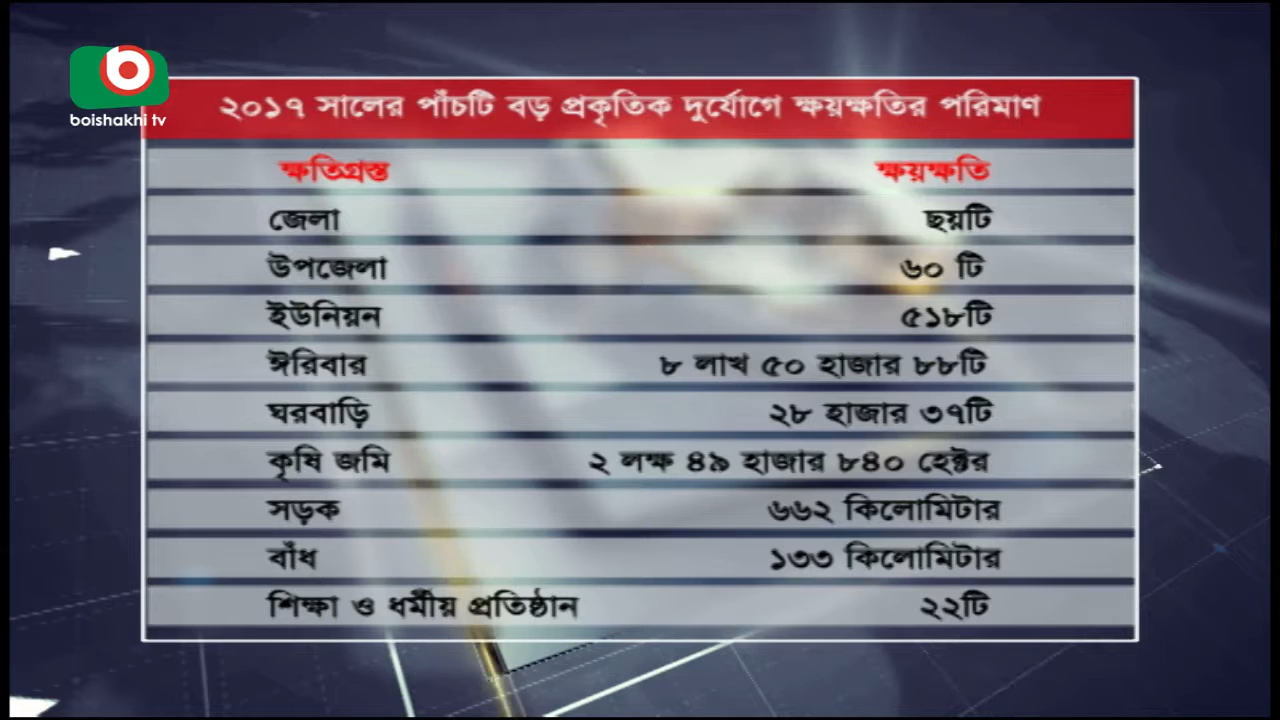 boishakhi tv
২০১৭ সালের পাঁচটি বড় প্রকৃতিক দুর্যোগে ক্ষয়ক্ষতির পরিমাণ
ক্ষতিগ্রস্ত ক্ষয়ক্ষতি
জেলা ছয়টি
উপজেলা ৬০ টি
ইউনিয়ন ৫১৮টি
ঈরিবার ৮ লাখ ৫০ হাজার ৮৮টি
ঘরবাড়ি ২৮ হাজার ৩৭টি
কৃষি জমি ২ লক্ষ ৪৯ হাজার ৮৪০ হেক্টর
সড়ক ৬৬২ কিলোমিটার
বাঁধ ১৩৩ কিলোমিটার
শিক্ষা ও ধর্মীয় প্রতিষ্ঠান ২২টি